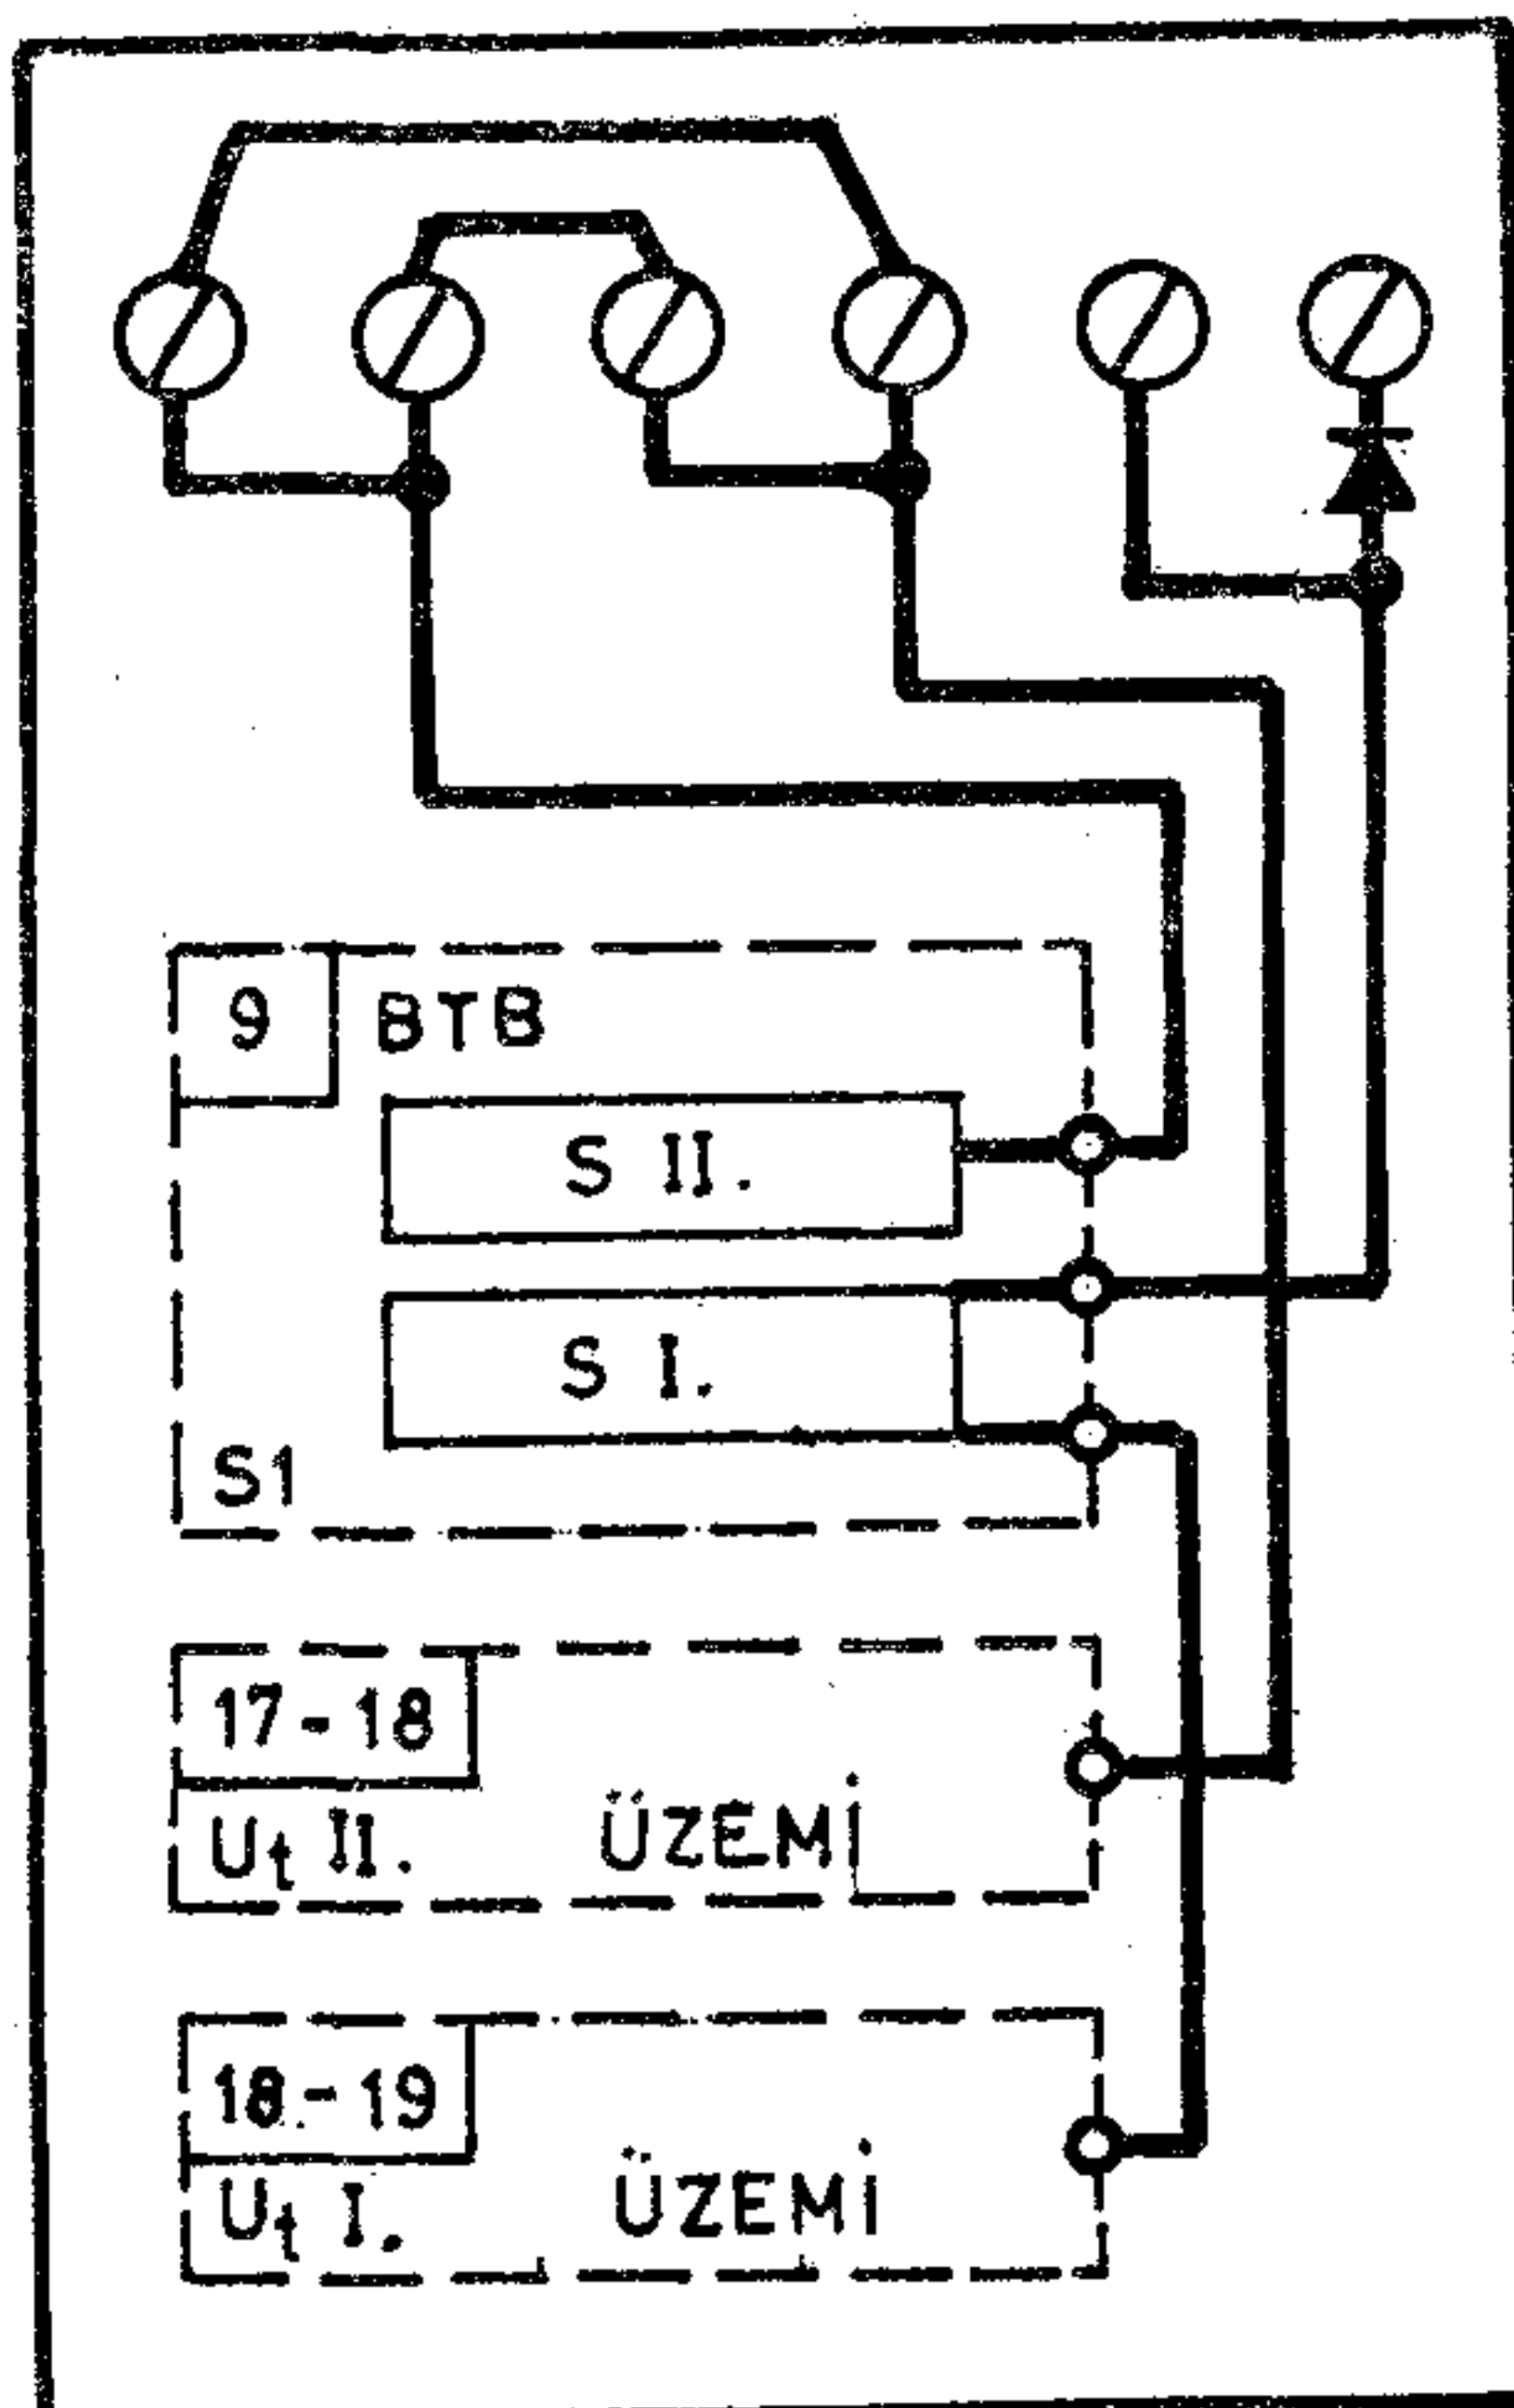 9 BTB
S II.
S I.
S1
17-18
Ut II. ÜZEMİ
18-19
Ut I. ÜZEMİ